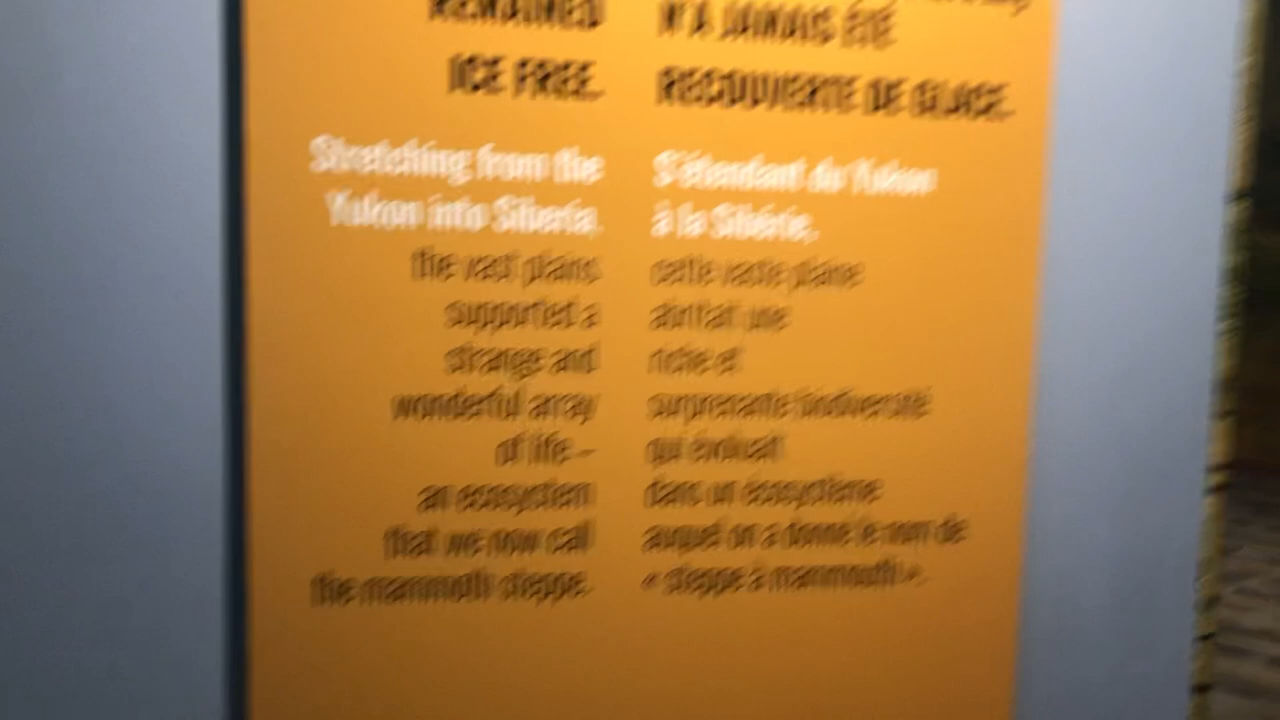 REMAINED
ICE FREE.
Stretching from the
Yukon into Siberia,
the vast plains
supported a
strange and
wonderful array
of life –
an ecosystem
that we now call
the mammoth steppe.
N'A JAMAIS ÉTÉ
RECOUVERTE DE GLACE.
S'étendant du Yukon
à la Sibérie,
cette vaste plaine
abritait une
riche et
surprenante biodiversité
qui évoluait
dans un écosystème
auquel on a donné le nom de
« steppe à mammouth ».